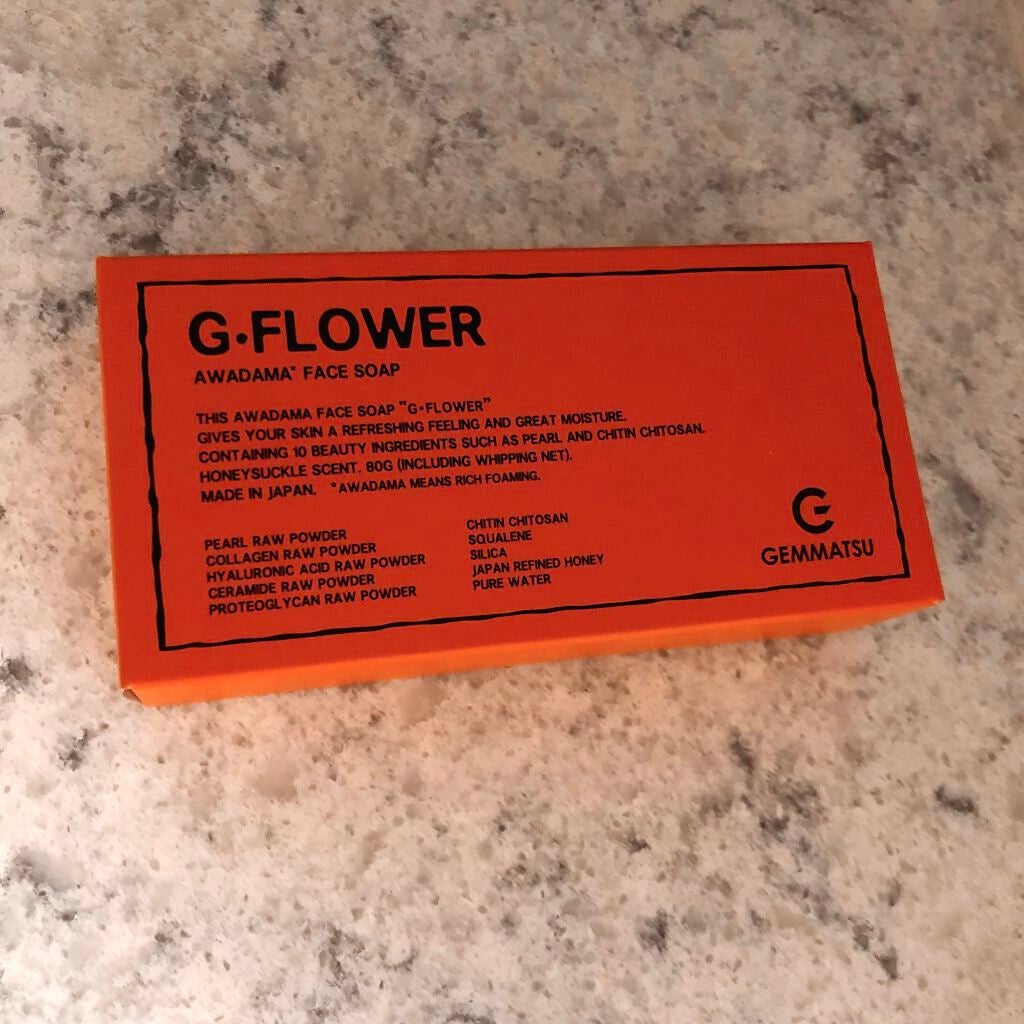 G•FLOWER
AWADAMA* FACE SOAP
THIS AWADAMA FACE SOAP "G•FLOWER"
GIVES YOUR SKIN A REFRESHING FEELING AND GREAT MOISTURE.
CONTAINING 10 BEAUTY INGREDIENTS SUCH AS PEARL AND CHITIN CHITOSAN.
HONEYSUCKLE SCENT. 80G (INCLUDING WHIPPING NET).
MADE IN JAPAN. *AWADAMA MEANS RICH FOAMING.
PEARL RAW POWDER
COLLAGEN RAW POWDER
HYALURONIC ACID RAW POWDER
CERAMIDE RAW POWDER
PROTEOGLYCAN RAW POWDER
CHITIN CHITOSAN
SQUALENE
SILICA
JAPAN REFINED HONEY
PURE WATER
GEMMATSU